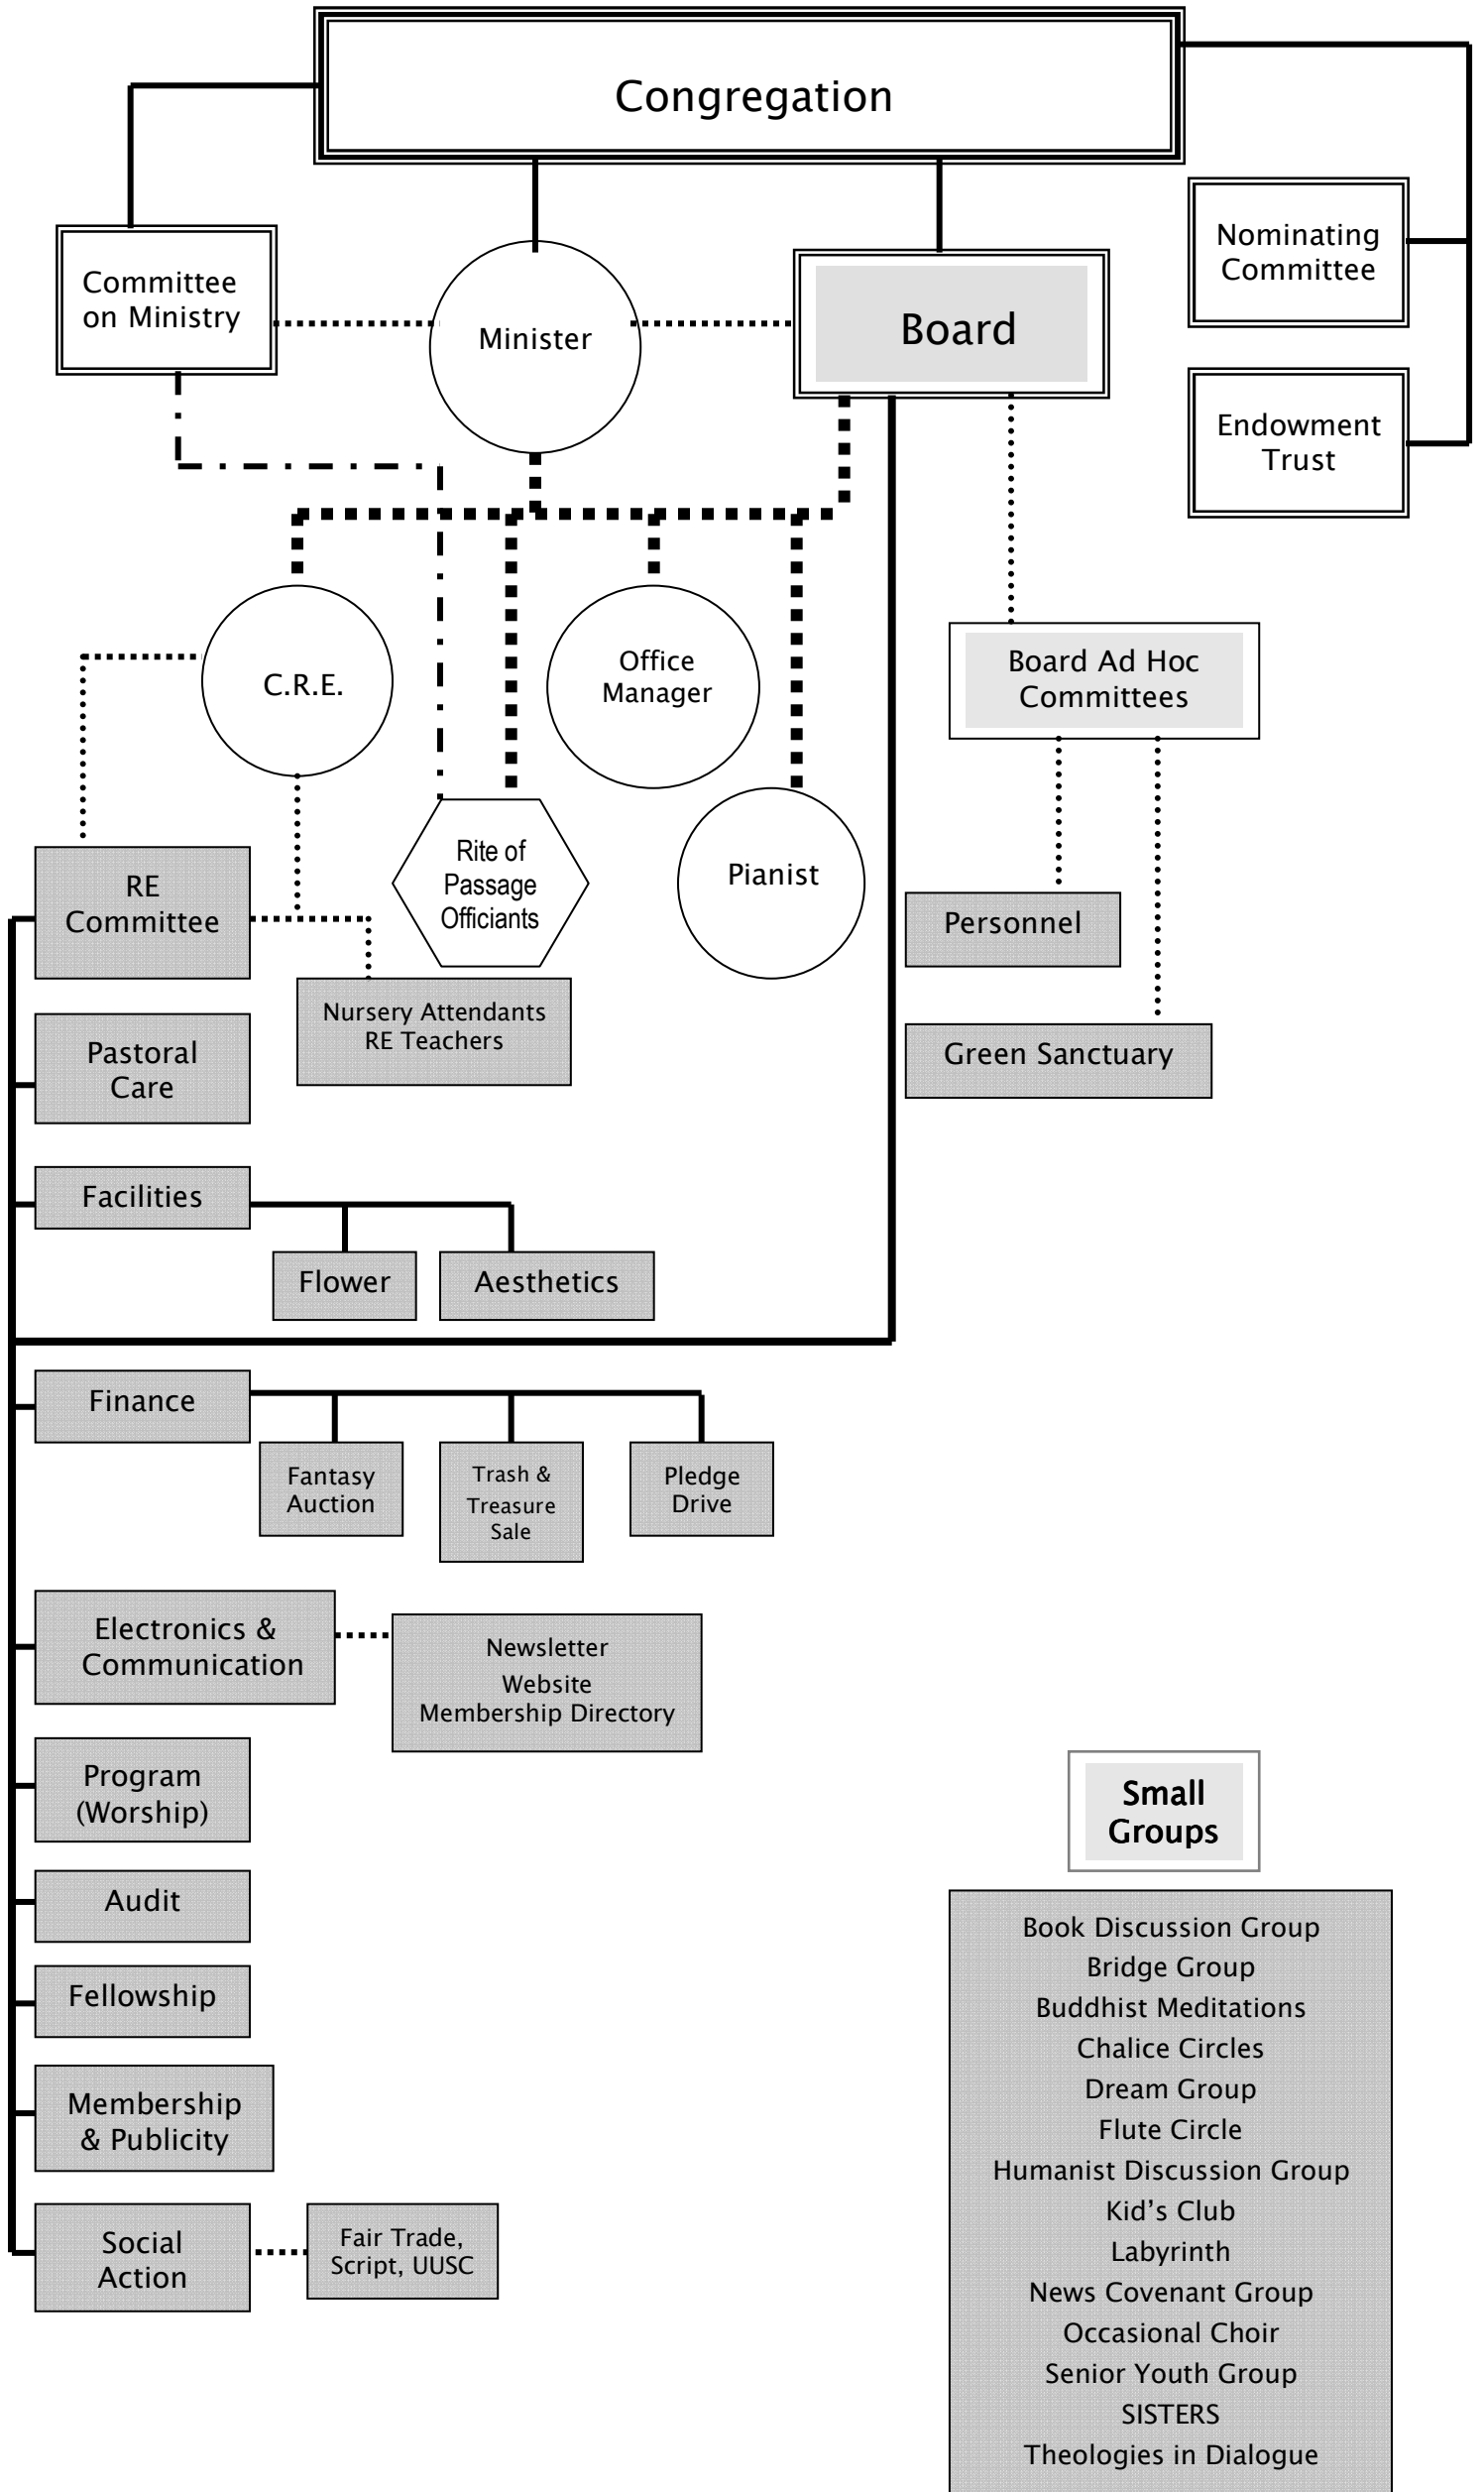 Congregation
Committee
on Ministry
Minister
Board
Nominating
Committee
Endowment
Trust
C.R.E.
Office
Manager
Board Ad Hoc
Committees
RE
Committee
Rite of
Passage
Officiants
Pianist
Personnel
Nursery Attendants
RE Teachers
Pastoral
Care
Green Sanctuary
Facilities
Flower
Aesthetics
Finance
Fantasy
Auction
Trash &
Treasure
Sale
Pledge
Drive
Electronics &
Communication
Newsletter
Website
Membership Directory
Program
(Worship)
Audit
Fellowship
Membership
& Publicity
Social
Action
Fair Trade,
Script, UUSC
Small
Groups
Book Discussion Group
Bridge Group
Buddhist Meditations
Chalice Circles
Dream Group
Flute Circle
Humanist Discussion Group
Kid's Club
Labyrinth
News Covenant Group
Occasional Choir
Senior Youth Group
SISTERS
Theologies in Dialogue